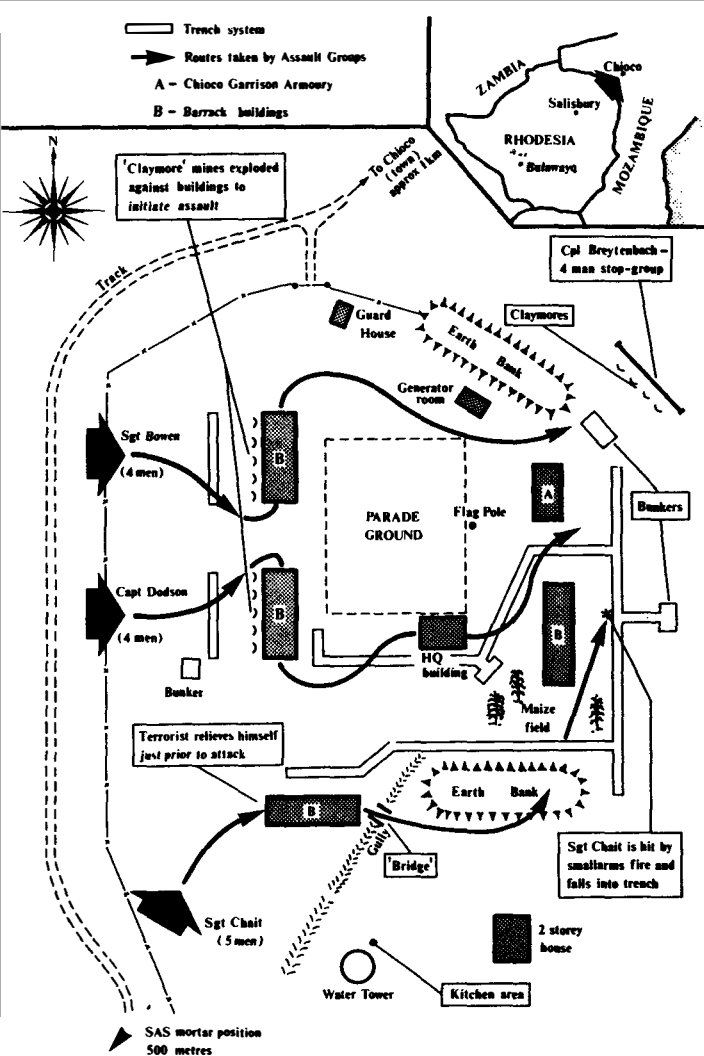 Trench system
Routes taken by Assault Groups
A – Chioco Garrison Armoury
B – Barrack buildings
ZAMBIA
Chioco
Salisbury
RHODESIA
Bulawayo
MOZAMBIQUE
N
'Claymore' mines exploded
against buildings to
initiate assault
To Chioco
(town)
approx 1km
Track
Cpl Breytenbach –
4 man stop-group
Claymores
Guard
House
Earth Bank
Generator
room
Sgt Bowen
(4 men)
B
A
PARADE
GROUND
Flag Pole
Bunkers
Capt Dodson
(4 men)
B
B
HQ
building
Bunker
Maize
field
Terrorist relieves himself
just prior to attack
Earth Bank
B
Gully
'Bridge'
Sgt Chait is hit by
smallarms fire and
falls into trench
Sgt Chait
(5 men)
2 storey
house
Water Tower
Kitchen area
SAS mortar position
500 metres